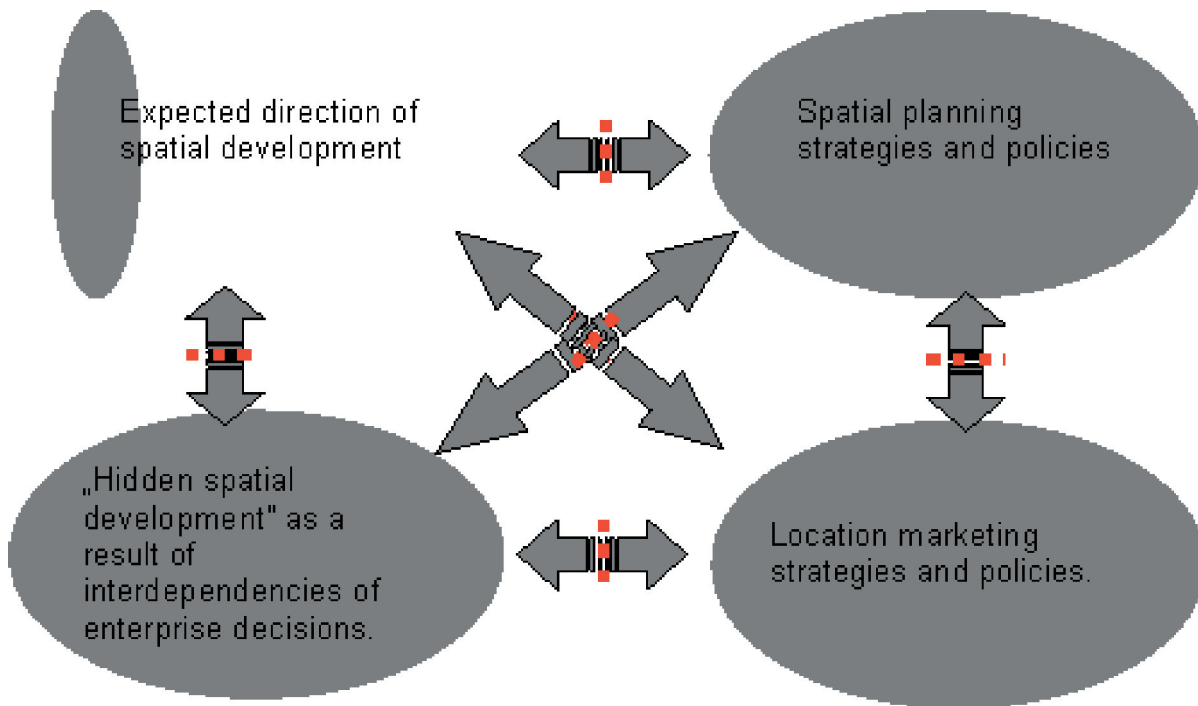 Expected direction of
spatial development
Spatial planning
strategies and policies
„Hidden spatial
development" as a
result of
interdependencies of
enterprise decisions.
Location marketing
strategies and policies.